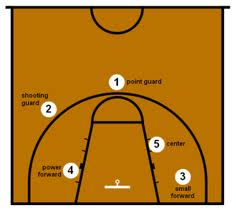 1 point guard
shooting
guard
2
5 center
power
forward 4
3
small
forward